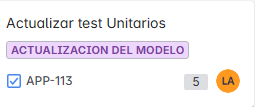 Actualizar test Unitarios
ACTUALIZACION DEL MODELO
APP-113 5 LA